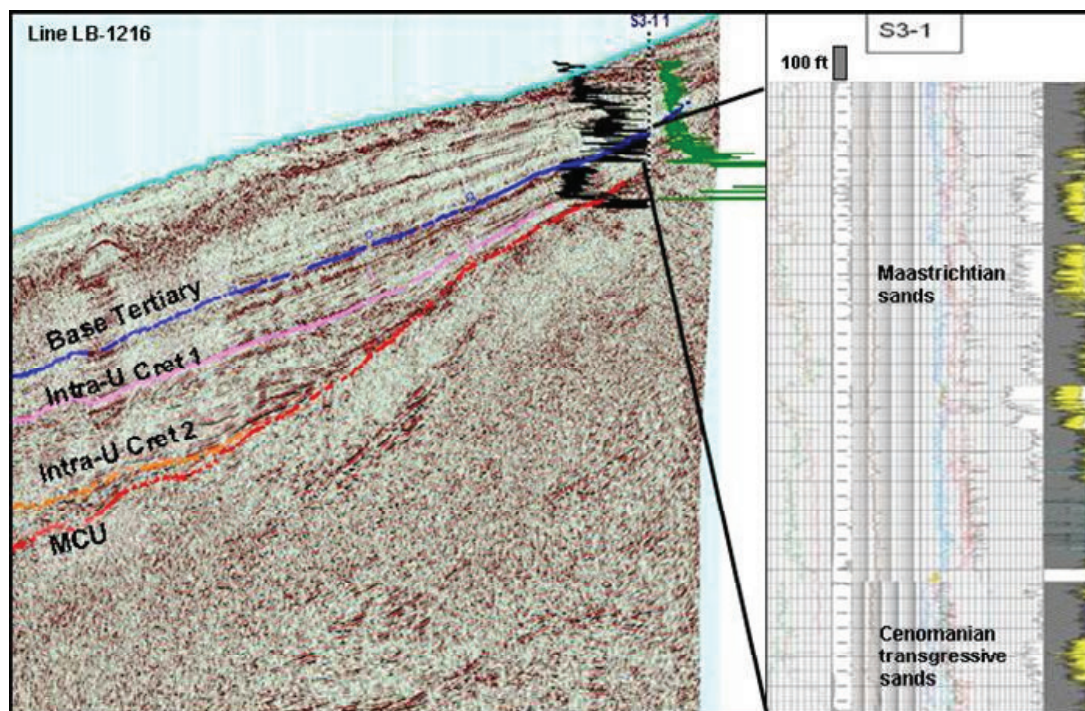 Line LB-1216
S3-1 1
Base Tertiary
Intra-U Cret 1
Intra-U Cret 2
MCU
S3-1
100 ft
Maastrichtian
sands
Cenomanian
transgressive
sands